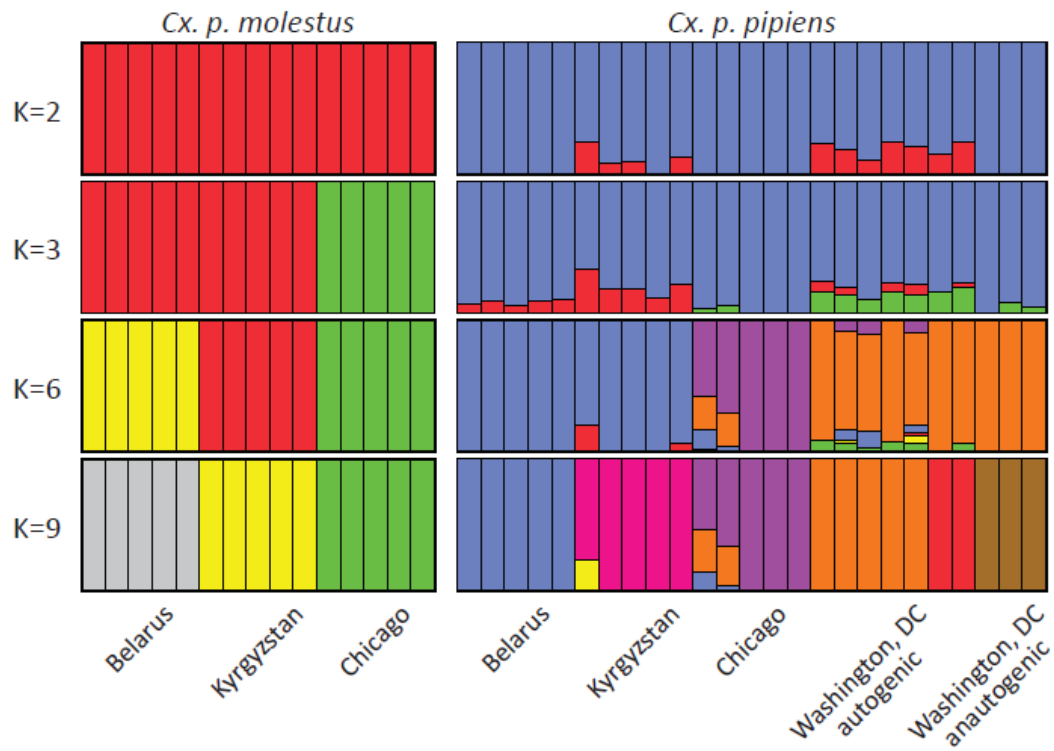 Cx. p. molestus
Cx. p. pipiens
K=2
K=3
K=6
K=9
Belarus
Kyrgyzstan
Chicago
Belarus
Kyrgyzstan
Chicago
Washington, DC
autogenic
Washington, DC
anautogenic